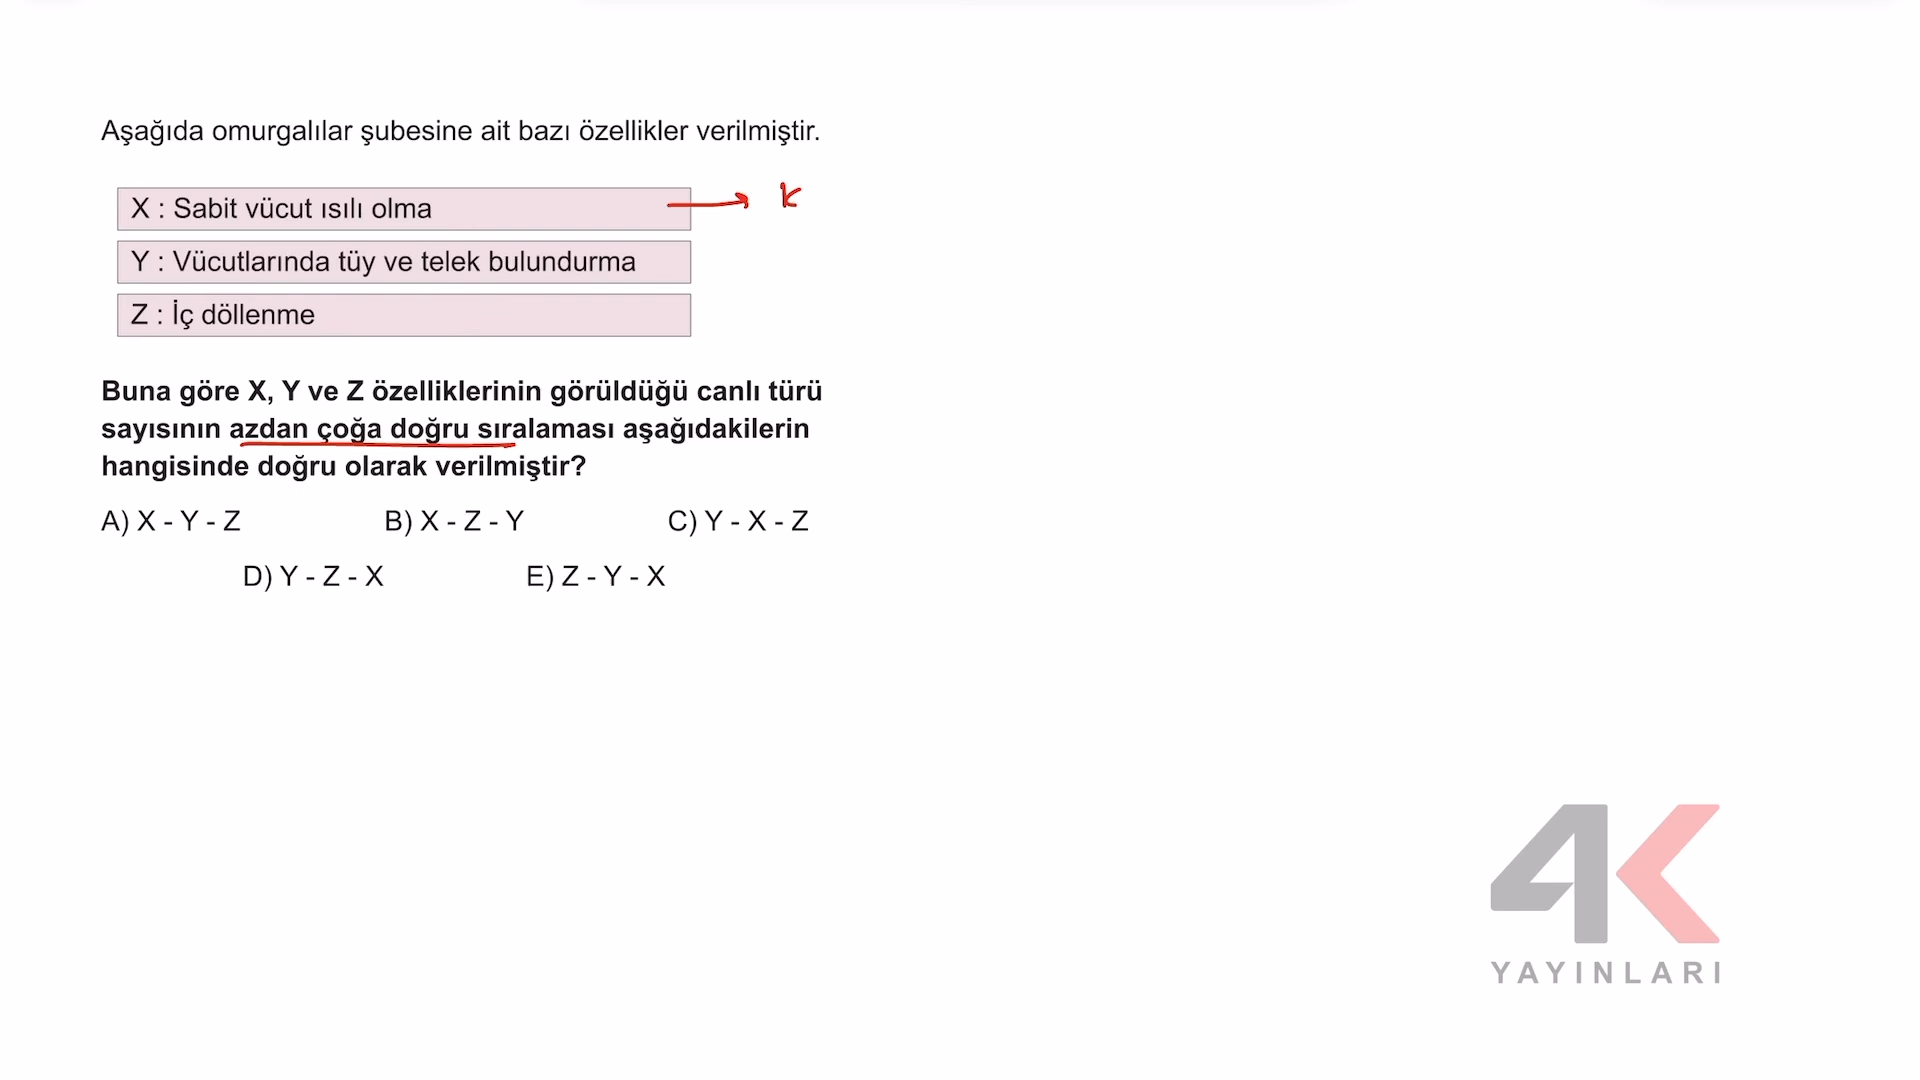 Aşağıda omurgalılar şubesine ait bazı özellikler verilmiştir.
X : Sabit vücut ısılı olma
K
Y : Vücutlarında tüy ve telek bulundurma
Z : İç döllenme
Buna göre X, Y ve Z özelliklerinin görüldüğü canlı türü
sayısının azdan çoğa doğru sıralaması aşağıdakilerin
hangisinde doğru olarak verilmiştir?
A) X - Y - Z B) X - Z - Y C) Y - X - Z
D) Y - Z - X E) Z - Y - X
4K
YAYINLARI